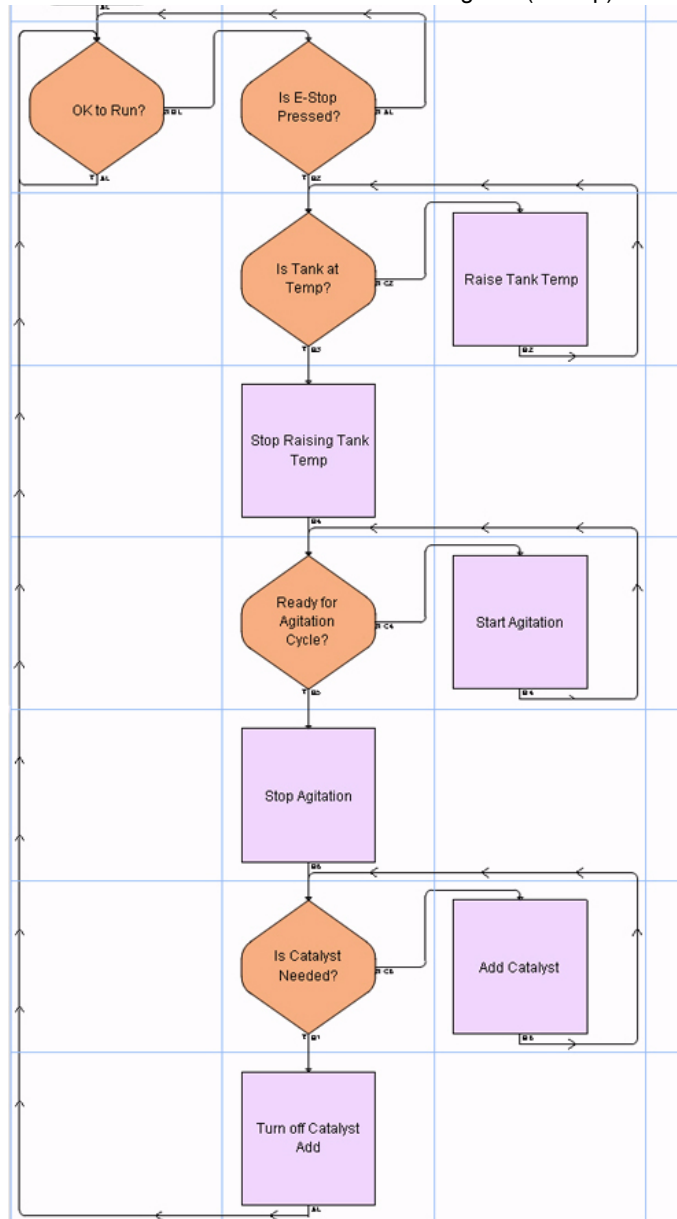 OK to Run?
Is E-Stop
Pressed?
T
T
Is Tank at
Temp?
Raise Tank Temp
T
Stop Raising Tank
Temp
Ready for
Agitation
Cycle?
Start Agitation
T
Stop Agitation
Is Catalyst
Needed?
Add Catalyst
T
Turn off Catalyst
Add